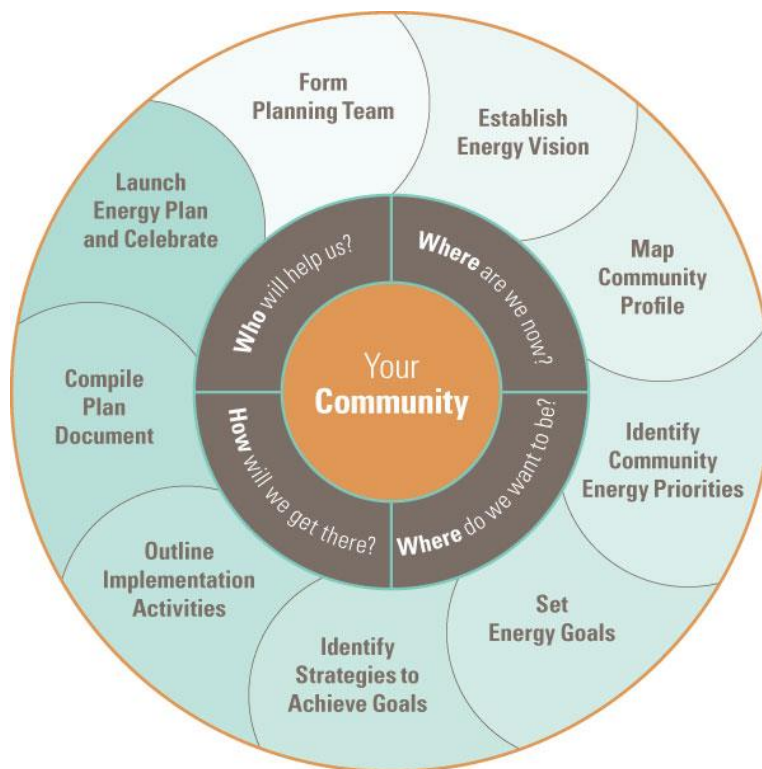 Form
Planning Team
Establish
Energy Vision
Map
Community
Profile
Identify
Community
Energy Priorities
Set
Energy Goals
Identify
Strategies to
Achieve Goals
Outline
Implementation
Activities
Compile
Plan
Document
Launch
Energy Plan
and Celebrate
Who will help us?
Where are we now?
Where do we want to be?
How will we get there?
Your
Community